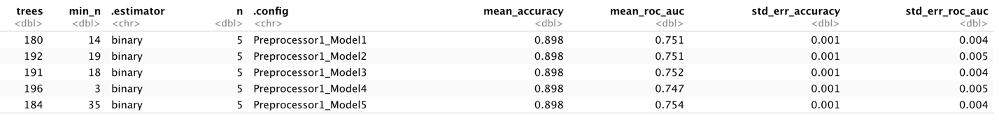 trees min_n .estimator n .config mean_accuracy mean_roc_auc std_err_accuracy std_err_roc_auc
<dbl> <dbl> <chr> <dbl> <chr> <dbl> <dbl> <dbl> <dbl>
180 14 binary 5 Preprocessor1_Model1 0.898 0.751 0.001 0.004
192 19 binary 5 Preprocessor1_Model2 0.898 0.751 0.001 0.005
191 18 binary 5 Preprocessor1_Model3 0.898 0.752 0.001 0.004
196 3 binary 5 Preprocessor1_Model4 0.898 0.747 0.001 0.005
184 35 binary 5 Preprocessor1_Model5 0.898 0.754 0.001 0.004